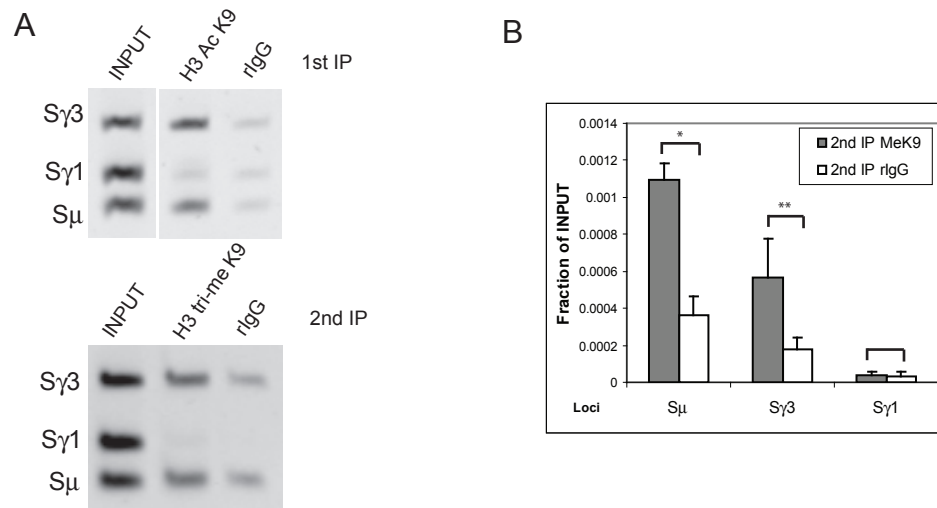 A
INPUT
H3 Ac K9
rIgG
1st IP
Sγ3
Sγ1
Sμ
INPUT
H3 tri-me K9
rIgG
2nd IP
Sγ3
Sγ1
Sμ
B
Fraction of INPUT
0.0014
0.0012
0.001
0.0008
0.0006
0.0004
0.0002
0
*
**
2nd IP MeK9
2nd IP rIgG
Loci Sμ Sγ3 Sγ1